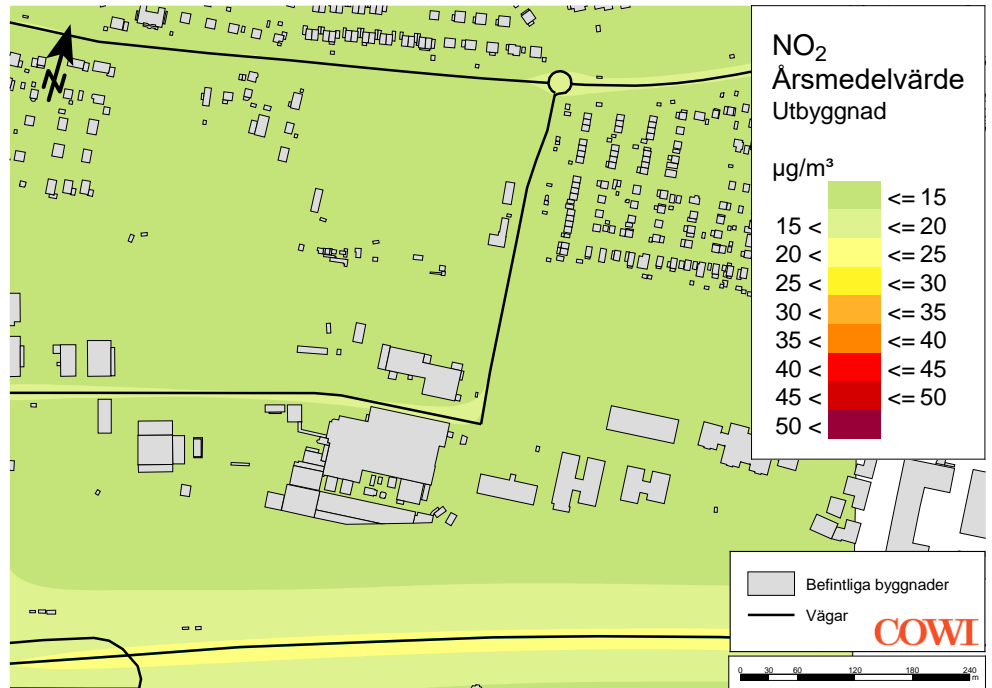 N
NO₂
Årsmedelvärde
Utbyggnad
µg/m³
<= 15
15 < <= 20
20 < <= 25
25 < <= 30
30 < <= 35
35 < <= 40
40 < <= 45
45 < <= 50
50 <
Befintliga byggnader
Vägar
COWI
0 30 60 120 180 240
m